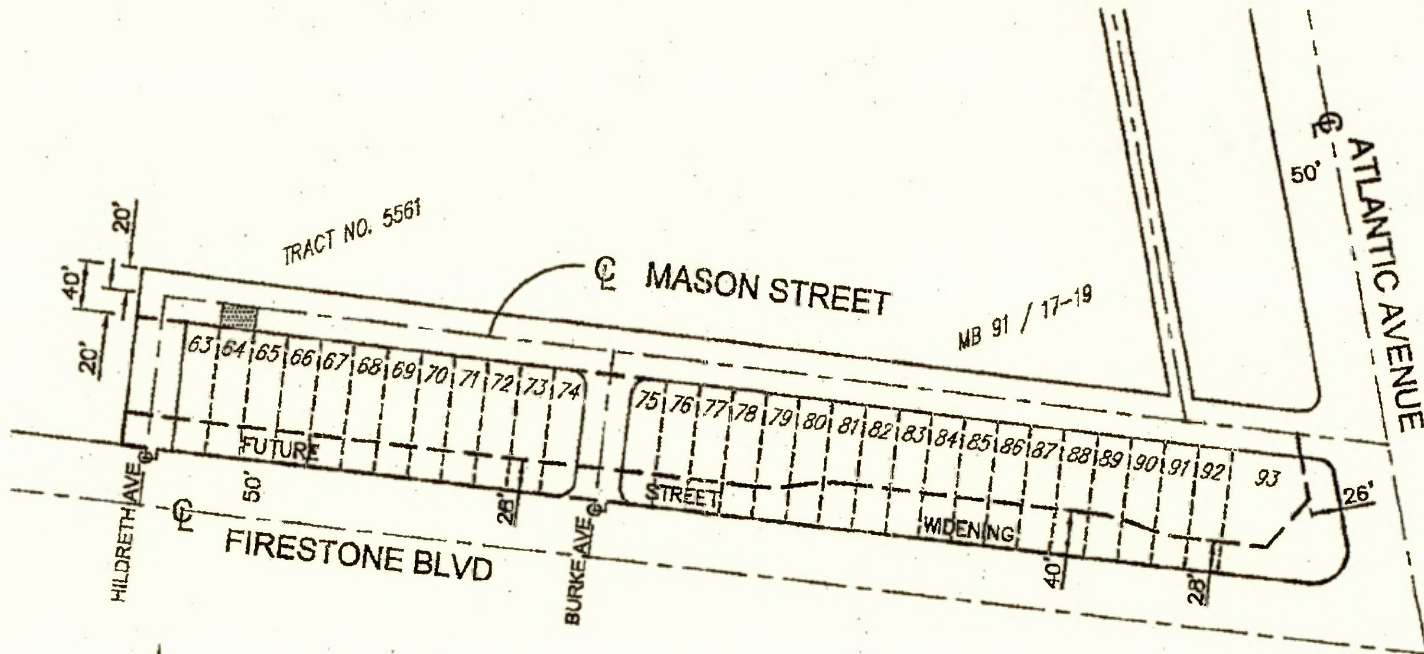 50'
℄ ATLANTIC AVENUE
20'
40'
20'
TRACT NO. 5561
℄ MASON STREET
MB 91 / 17-19
63 64 65 66 67 68 69 70 71 72 73 74
75 76 77 78 79 80 81 82 83 84 85 86 87 88 89 90 91 92 93
FUTURE
STREET
WIDENING
50'
28'
40'
28'
26'
HILDRETH AVE ℄
BURKE AVE ℄
℄ FIRESTONE BLVD